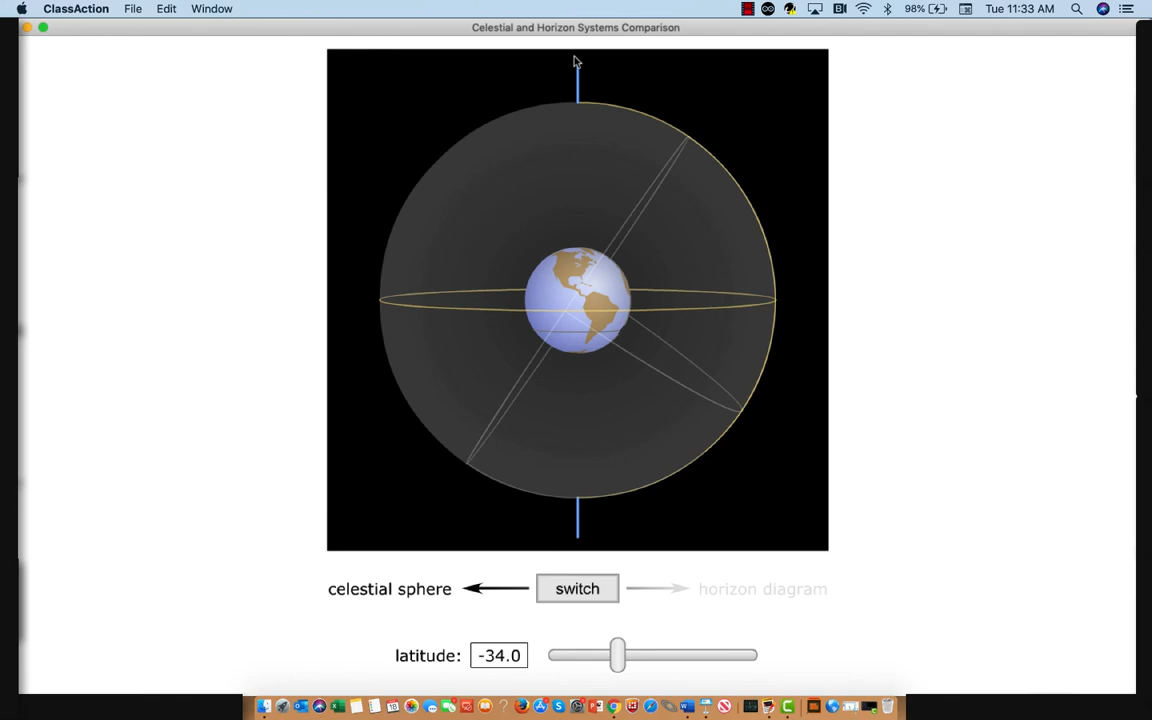 ClassAction File Edit Window 98% Tue 11:33 AM
Celestial and Horizon Systems Comparison
celestial sphere switch horizon diagram
latitude: -34.0